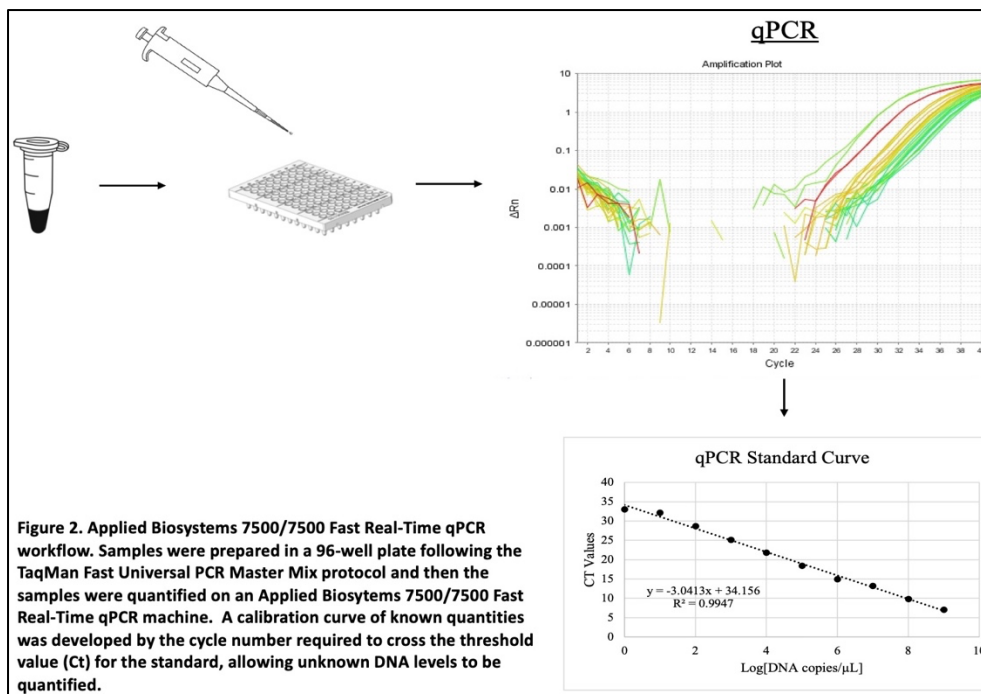 qPCR
Amplification Plot
10
1
0.1
0.01
0.001
0.0001
0.00001
0.000001
ΔRn
2 4 6 8 10 12 14 16 18 20 22 24 26 28 30 32 34 36 38 4
Cycle
qPCR Standard Curve
40
35
30
25
20
15
10
5
0
CT Values
y = -3.0413x + 34.156
R² = 0.9947
0 2 4 6 8 10
Log[DNA copies/μL]
Figure 2. Applied Biosystems 7500/7500 Fast Real-Time qPCR
workflow. Samples were prepared in a 96-well plate following the
TaqMan Fast Universal PCR Master Mix protocol and then the
samples were quantified on an Applied Biosytems 7500/7500 Fast
Real-Time qPCR machine. A calibration curve of known quantities
was developed by the cycle number required to cross the threshold
value (Ct) for the standard, allowing unknown DNA levels to be
quantified.